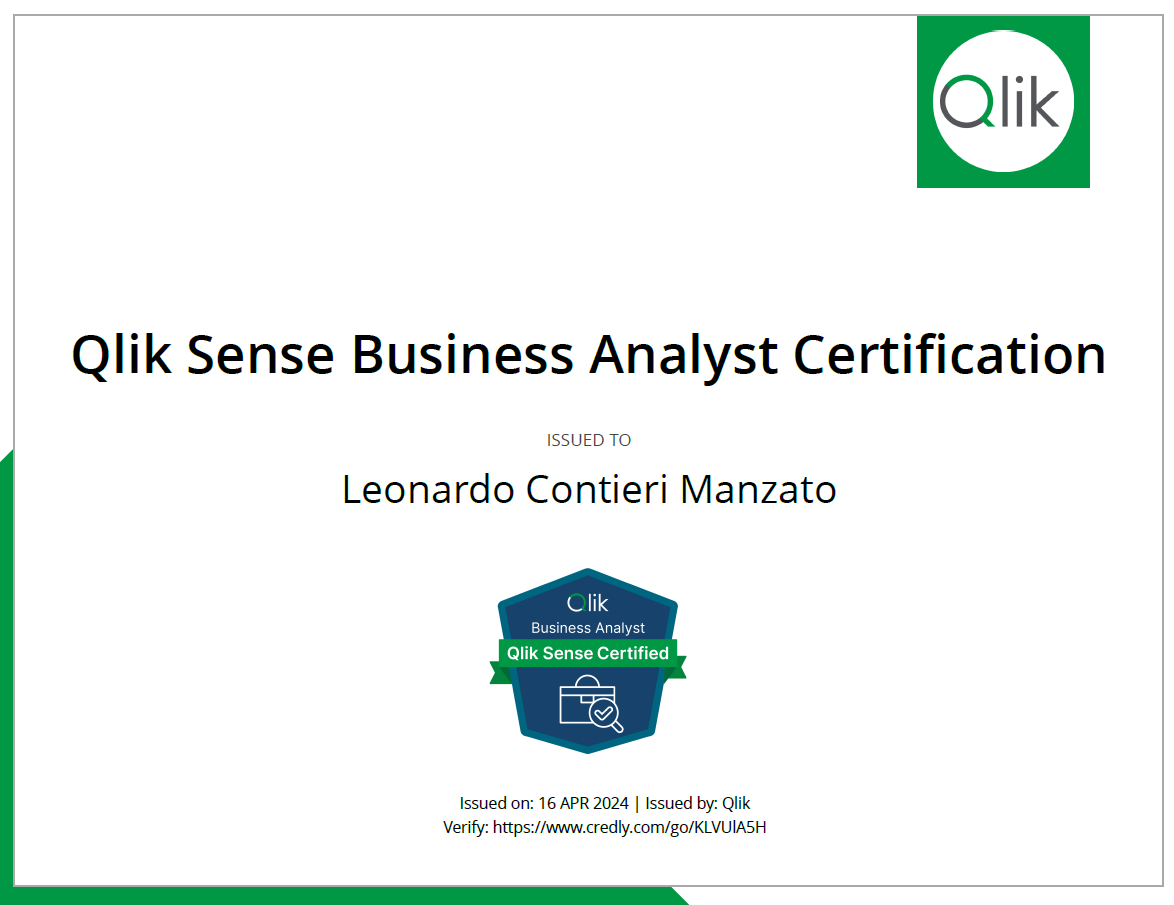 Qlik
Qlik Sense Business Analyst Certification
ISSUED TO
Leonardo Contieri Manzato
Qlik
Business Analyst
Qlik Sense Certified
Issued on: 16 APR 2024 | Issued by: Qlik
Verify: https://www.credly.com/go/KLVUlA5H